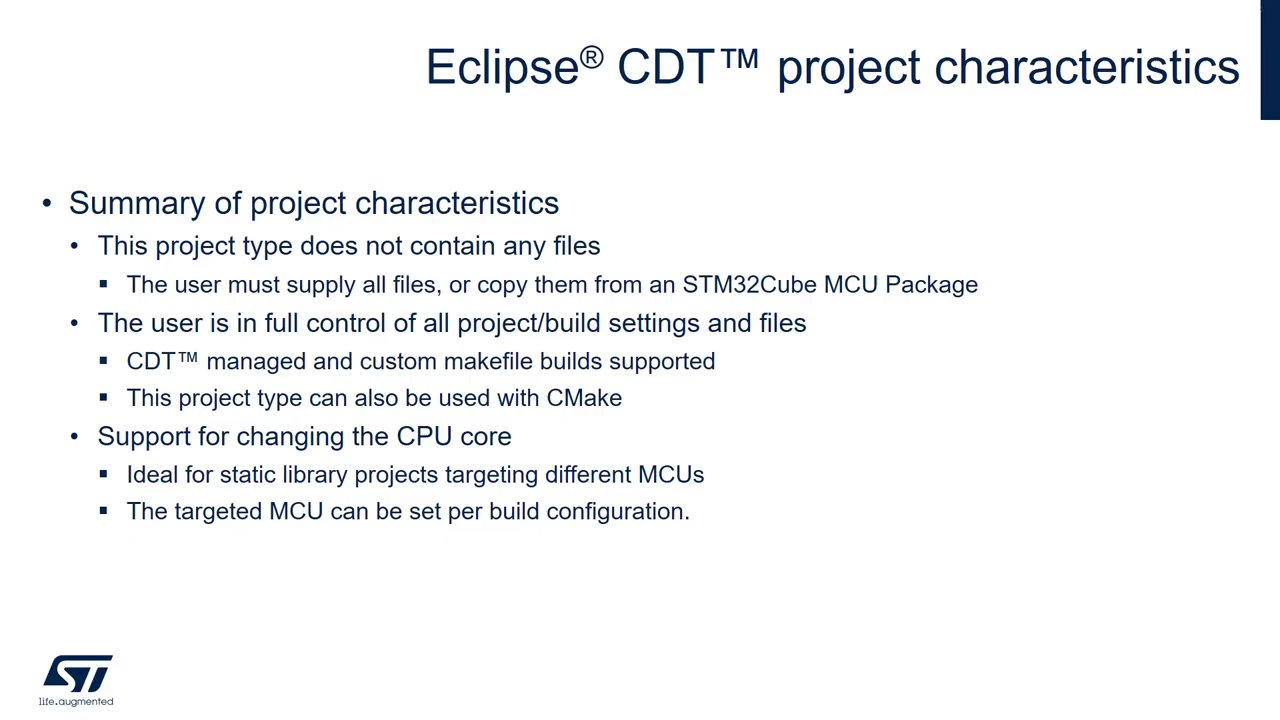 Eclipse® CDT™ project characteristics
• Summary of project characteristics
• This project type does not contain any files
▪ The user must supply all files, or copy them from an STM32Cube MCU Package
• The user is in full control of all project/build settings and files
▪ CDT™ managed and custom makefile builds supported
▪ This project type can also be used with CMake
• Support for changing the CPU core
▪ Ideal for static library projects targeting different MCUs
▪ The targeted MCU can be set per build configuration.
ST
life.augmented